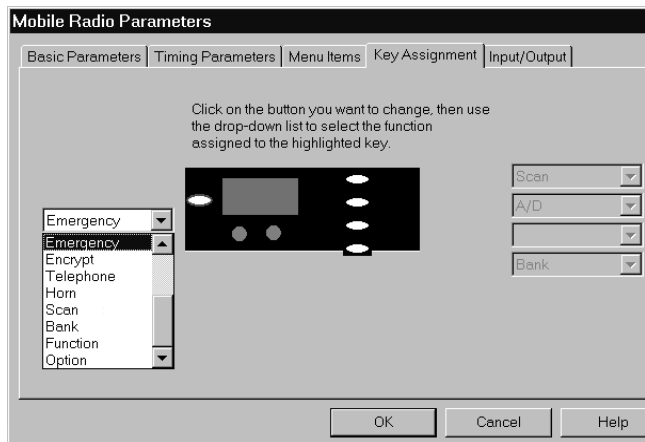 Mobile Radio Parameters
Basic Parameters
Timing Parameters
Menu Items
Key Assignment
Input/Output
Click on the button you want to change, then use
the drop-down list to select the function
assigned to the highlighted key.
Emergency
Emergency
Encrypt
Telephone
Horn
Scan
Bank
Function
Option
Scan
A/D
Bank
OK
Cancel
Help